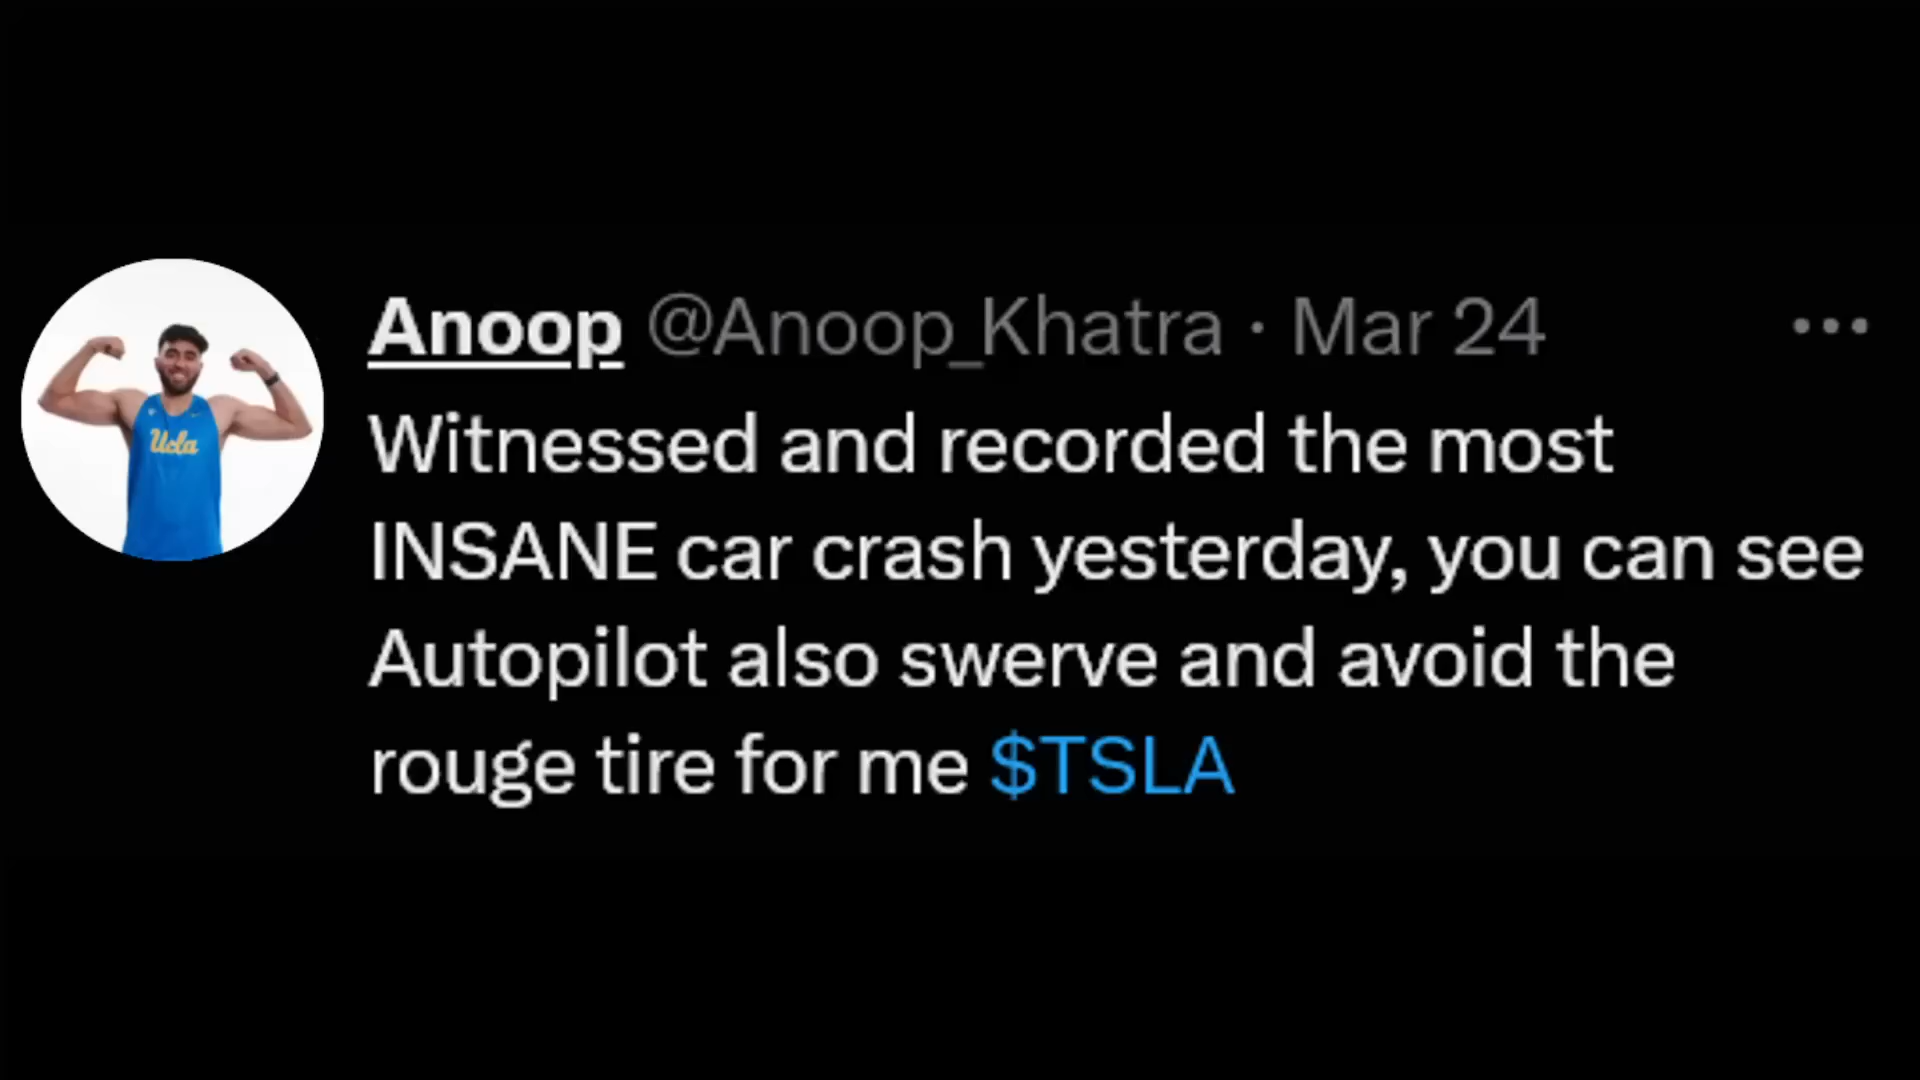 Anoop @Anoop_Khatra · Mar 24
Ucla
Witnessed and recorded the most
INSANE car crash yesterday, you can see
Autopilot also swerve and avoid the
rouge tire for me $TSLA